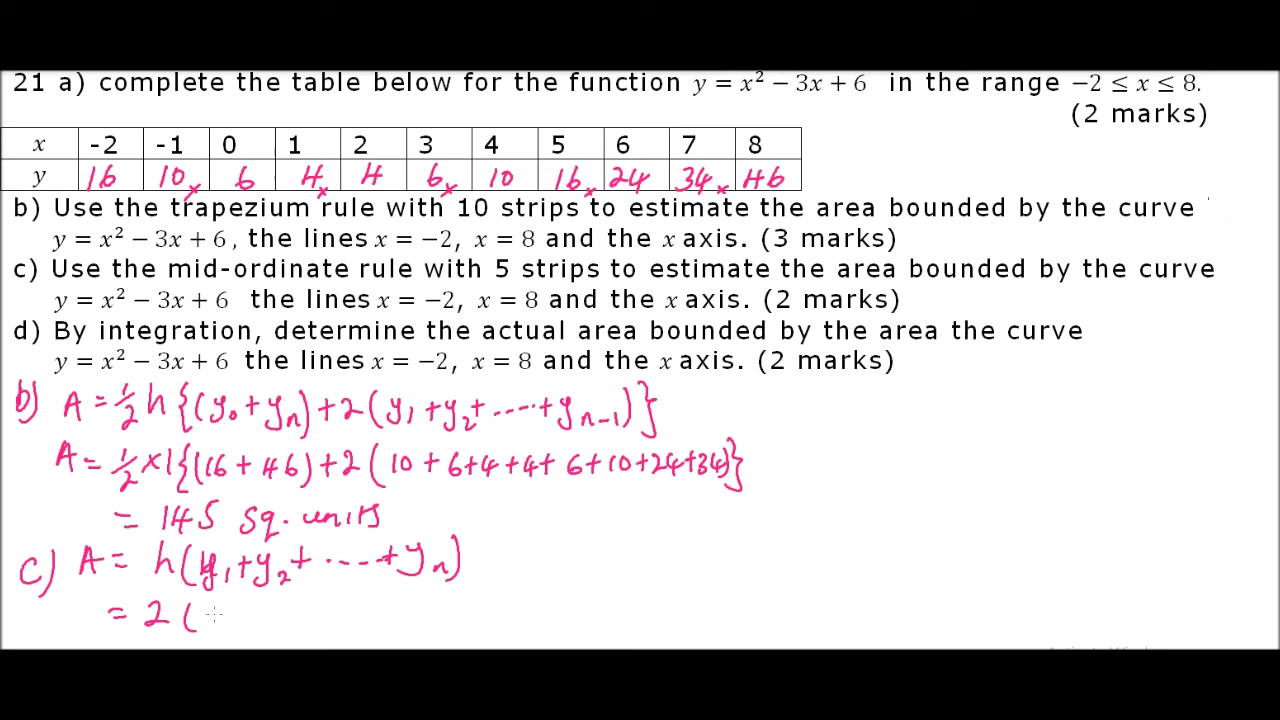 21 a) complete the table below for the function y = x² − 3x + 6 in the range −2 ≤ x ≤ 8.
(2 marks)
x -2 -1 0 1 2 3 4 5 6 7 8
y 16 10ₓ 6 4ₓ 4 6ₓ 10 16ₓ 24 34ₓ 46
b) Use the trapezium rule with 10 strips to estimate the area bounded by the curve
y = x² − 3x + 6, the lines x = −2, x = 8 and the x axis. (3 marks)
c) Use the mid-ordinate rule with 5 strips to estimate the area bounded by the curve
y = x² − 3x + 6 the lines x = −2, x = 8 and the x axis. (2 marks)
d) By integration, determine the actual area bounded by the area the curve
y = x² − 3x + 6 the lines x = −2, x = 8 and the x axis. (2 marks)
b) A = ½ h {(y₀ + yₙ) + 2 (y₁ + y₂ + ..... + yₙ₋₁)}
A = ½ × 1 {(16 + 46) + 2 (10 + 6 + 4 + 4 + 6 + 10 + 24 + 34)}
= 145 sq. units
c) A = h (y₁ + y₂ + ..... + yₙ)
= 2 (